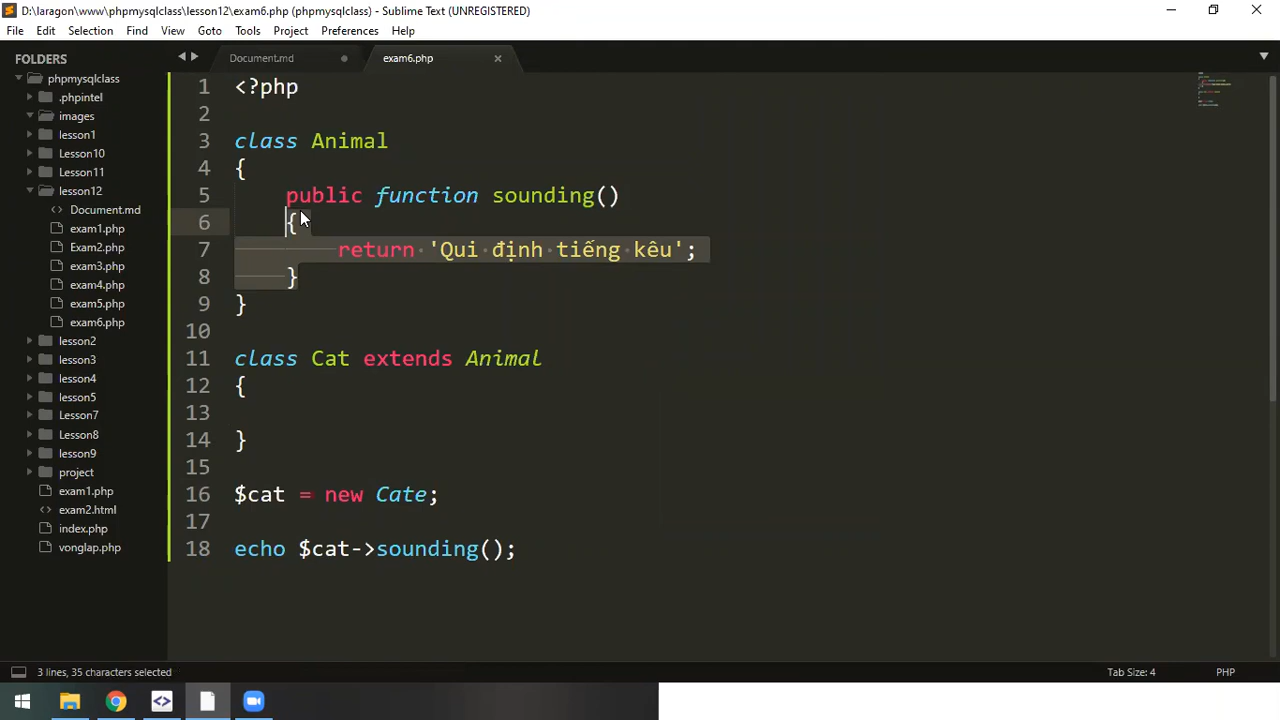 D:\laragon\www\phpmysqlclass\lesson12\exam6.php (phpmysqlclass) - Sublime Text (UNREGISTERED)
File Edit Selection Find View Goto Tools Project Preferences Help
FOLDERS
phpmysqlclass
.phpintel
images
lesson1
Lesson10
Lesson11
lesson12
<> Document.md
exam1.php
Exam2.php
exam3.php
exam4.php
exam5.php
exam6.php
lesson2
lesson3
lesson4
lesson5
Lesson7
Lesson8
lesson9
project
exam1.php
<> exam2.html
index.php
vonglap.php
Document.md exam6.php
1 <?php
2
3 class Animal
4 {
5 public function sounding()
6 {
7 return 'Qui định tiếng kêu';
8 }
9 }
10
11 class Cat extends Animal
12 {
13
14 }
15
16 $cat = new Cate;
17
18 echo $cat->sounding();
3 lines, 35 characters selected Tab Size: 4 PHP